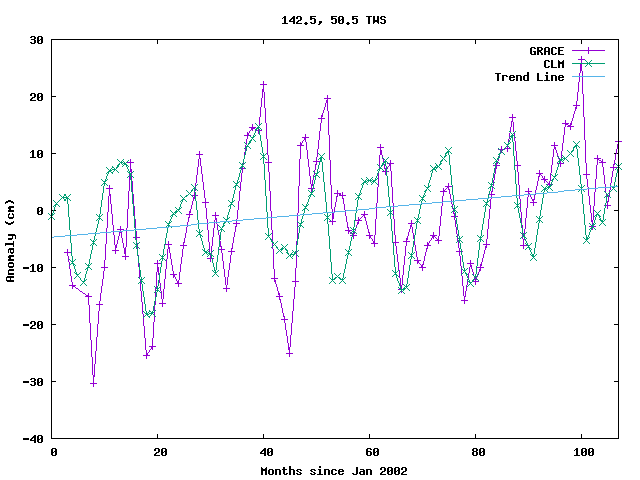 142.5, 50.5 TWS
GRACE
CLM
Trend Line
30
20
10
0
-10
-20
-30
-40
Anomaly (cm)
0 20 40 60 80 100
Months since Jan 2002